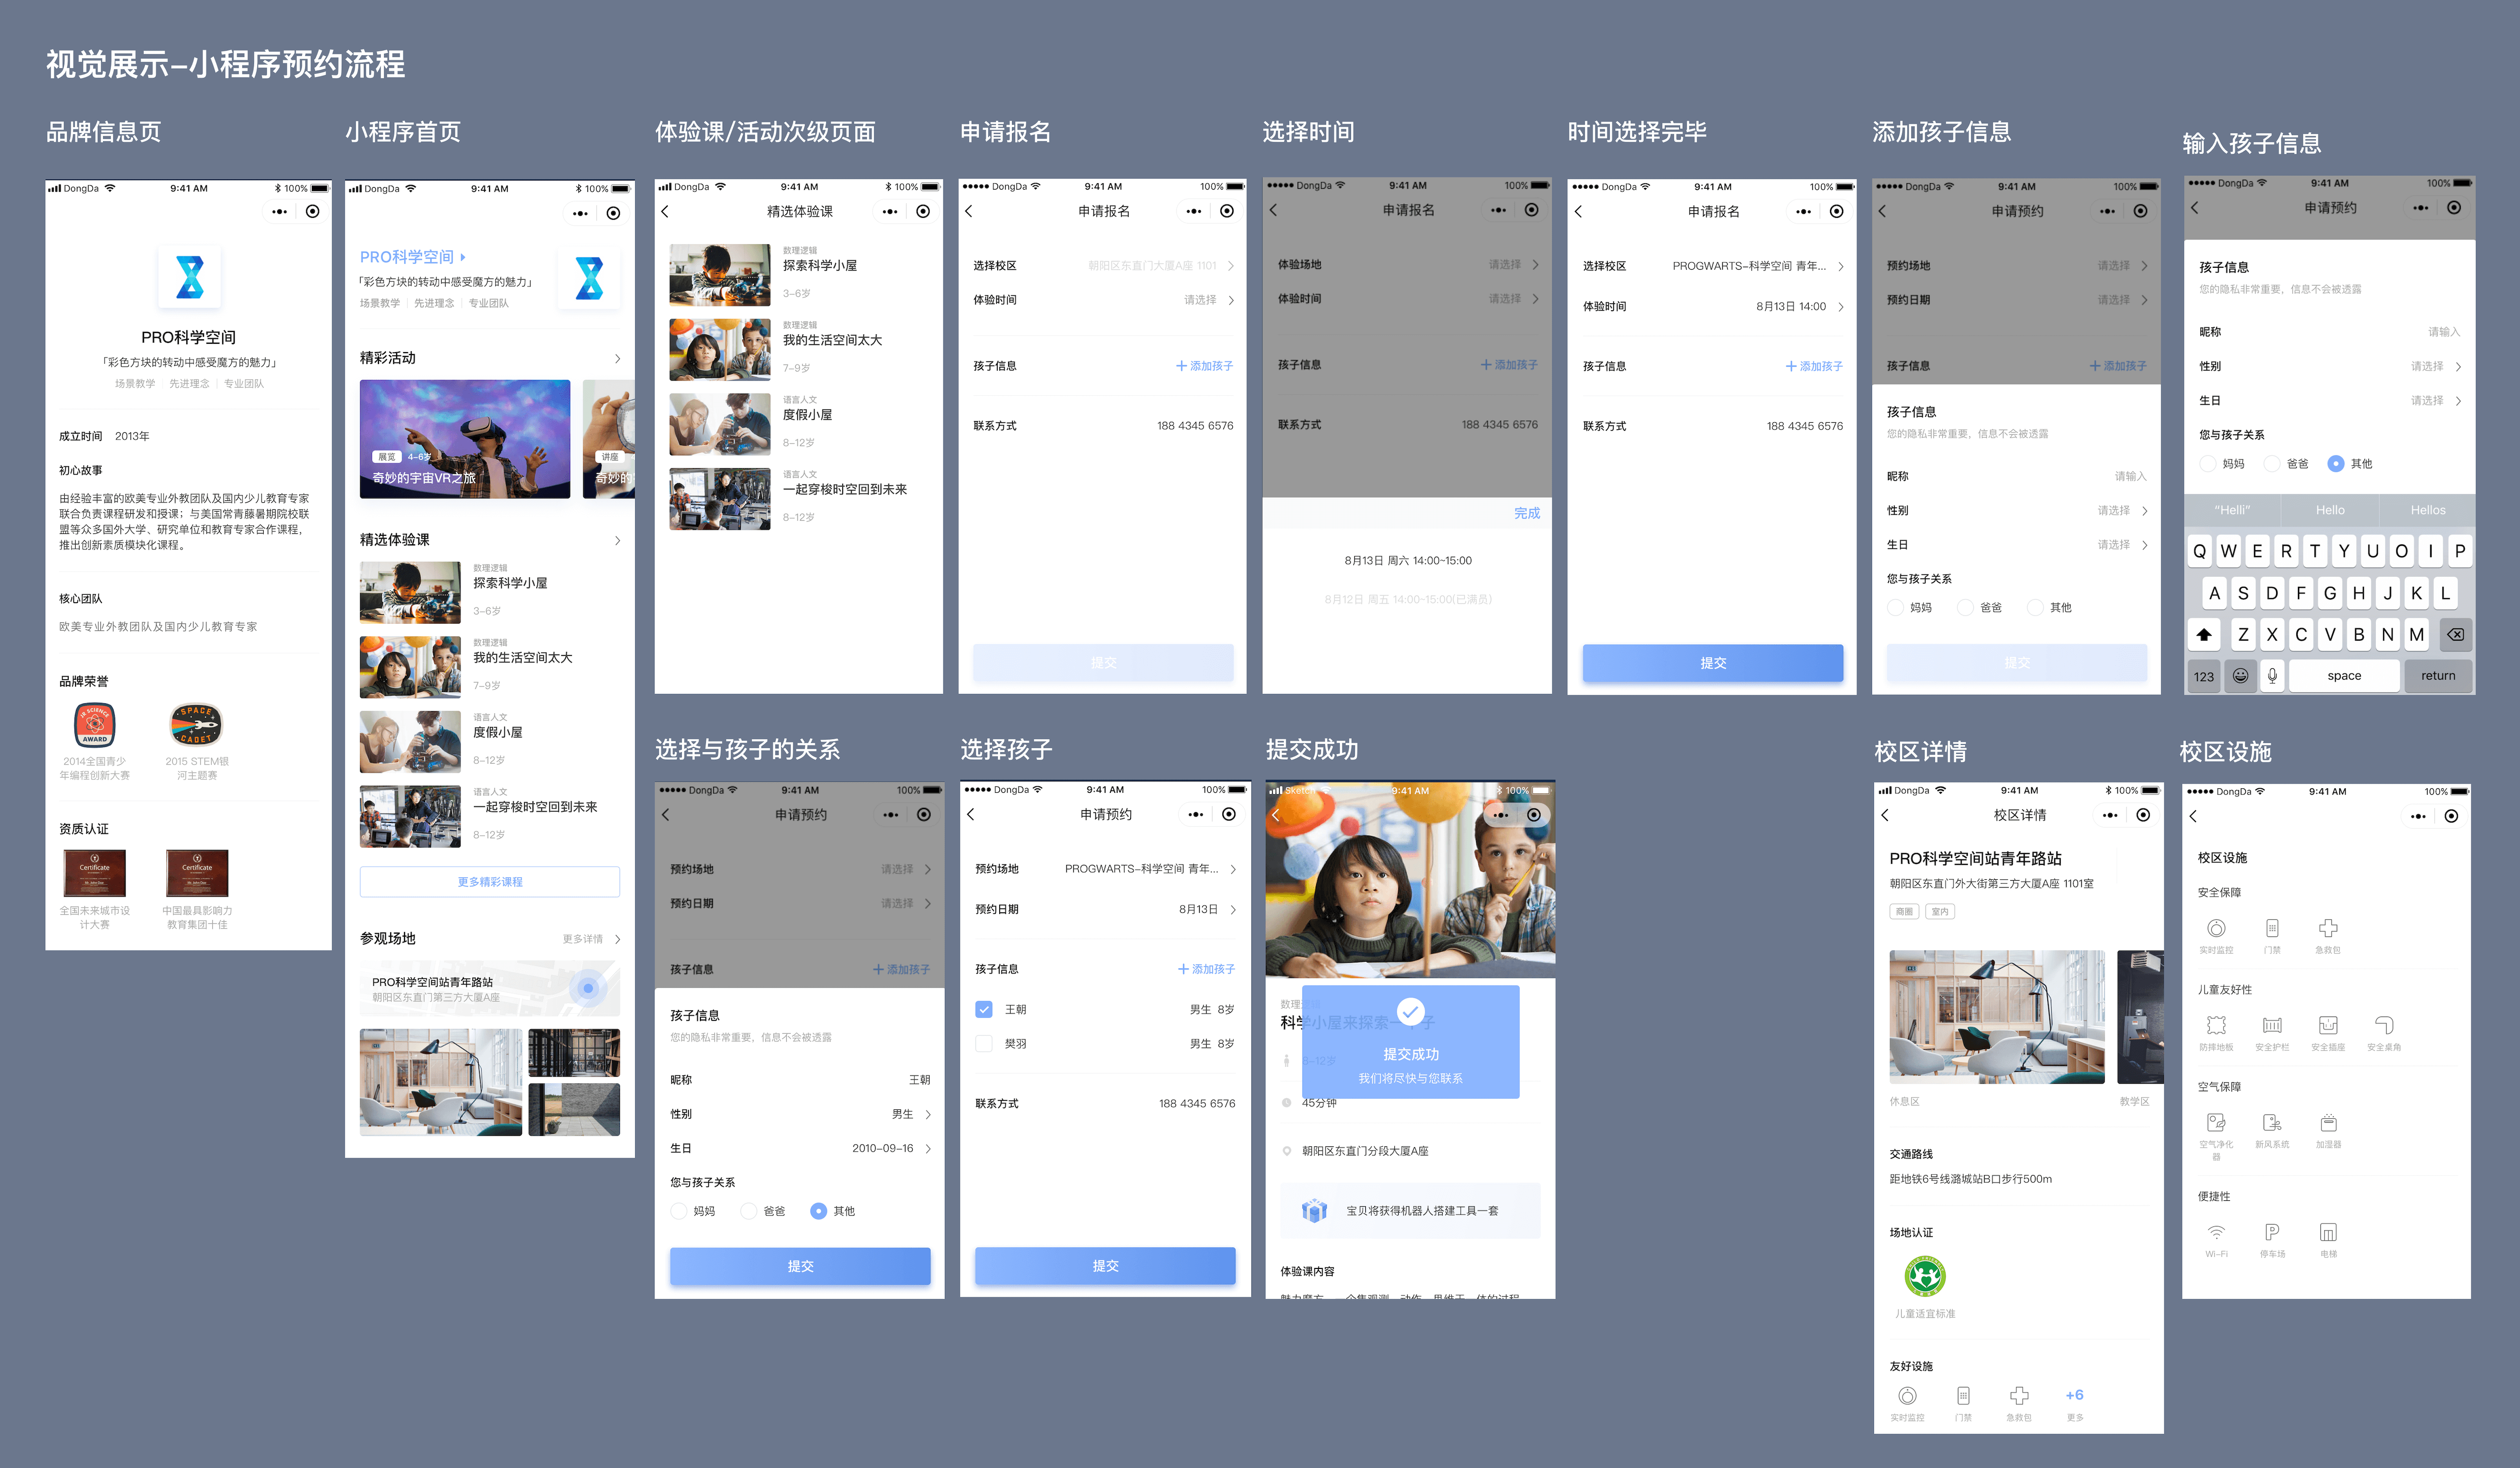 视觉展示-小程序预约流程
品牌信息页
DongDa 9:41 AM 100%
PRO科学空间
「彩色方块的转动中感受魔方的魅力」
场景教学 先进理念 专业团队
成立时间 2013年
初心故事
由经验丰富的欧美专业外教团队及国内少儿教育专家
联合负责课程研发和授课；与美国常青藤暑期院校联
盟等众多国外大学、研究单位和教育专家合作课程，
推出创新素质模块化课程。
核心团队
欧美专业外教团队及国内少儿教育专家
品牌荣誉
JR SCIENCE AWARD
SPACE CADET
2014全国青少
年编程创新大赛
2015 STEM银
河主题赛
资质认证
Certificate
Certificate
全国未来城市设
计大赛
中国最具影响力
教育集团十佳
小程序首页
DongDa 9:41 AM 100%
PRO科学空间
「彩色方块的转动中感受魔方的魅力」
场景教学 先进理念 专业团队
精彩活动
展览 4-6岁
奇妙的宇宙VR之旅
讲座
奇妙的
精选体验课
数理逻辑
探索科学小屋
3-6岁
数理逻辑
我的生活空间太大
7-9岁
语言人文
度假小屋
8-12岁
语言人文
一起穿梭时空回到未来
8-12岁
更多精彩课程
参观场地 更多详情
PRO科学空间站青年路站
朝阳区东直门第三方大厦A座
体验课/活动次级页面
DongDa 9:41 AM 100%
精选体验课
数理逻辑
探索科学小屋
3-6岁
数理逻辑
我的生活空间太大
7-9岁
语言人文
度假小屋
8-12岁
语言人文
一起穿梭时空回到未来
8-12岁
申请报名
DongDa 9:41 AM 100%
申请报名
选择校区 朝阳区东直门大厦A座 1101
体验时间 请选择
孩子信息 +添加孩子
联系方式 188 4345 6576
提交
选择时间
DongDa 9:41 AM 100%
申请报名
体验场地 请选择
体验时间 请选择
孩子信息 +添加孩子
联系方式 188 4345 6576
完成
8月13日 周六 14:00~15:00
8月12日 周五 14:00~15:00(已满员)
时间选择完毕
DongDa 9:41 AM 100%
申请报名
选择校区 PROGWARTS-科学空间 青年...
体验时间 8月13日 14:00
孩子信息 +添加孩子
联系方式 188 4345 6576
提交
添加孩子信息
DongDa 9:41 AM 100%
申请预约
预约场地 请选择
预约日期 请选择
孩子信息 +添加孩子
孩子信息
您的隐私非常重要，信息不会被透露
昵称 请输入
性别 请选择
生日 请选择
您与孩子关系
妈妈 爸爸 其他
提交
输入孩子信息
DongDa 9:41 AM 100%
申请预约
孩子信息
您的隐私非常重要，信息不会被透露
昵称 请输入
性别 请选择
生日 请选择
您与孩子关系
妈妈 爸爸 其他
“Helli” Hello Hellos
Q W E R T Y U O I P
A S D F G H J K L
Z X C V B N M
123 space return
选择与孩子的关系
DongDa 9:41 AM 100%
申请预约
预约场地 请选择
预约日期 请选择
孩子信息 +添加孩子
孩子信息
您的隐私非常重要，信息不会被透露
昵称 王朝
性别 男生
生日 2010-09-16
您与孩子关系
妈妈 爸爸 其他
提交
选择孩子
DongDa 9:41 AM 100%
申请预约
预约场地 PROGWARTS-科学空间 青年...
预约日期 8月13日
孩子信息 +添加孩子
王朝 男生 8岁
樊羽 男生 8岁
联系方式 188 4345 6576
提交
提交成功
Sketch 9:41 AM 100%
数理
科学小屋来探索一下子
8-12岁
提交成功
我们将尽快与您联系
45分钟
朝阳区东直门分段大厦A座
宝贝将获得机器人搭建工具一套
体验课内容
校区详情
DongDa 9:41 AM 100%
校区详情
PRO科学空间站青年路站
朝阳区东直门外大街第三方大厦A座 1101室
商圈 室内
休息区 教学区
交通路线
距地铁6号线潞城站B口步行500m
场地认证
儿童适宜标准
友好设施
+6
实时监控 门禁 急救包 更多
校区设施
DongDa 9:41 AM 100%
校区设施
安全保障
实时监控 门禁 急救包
儿童友好性
防摔地板 安全护栏 安全插座 安全桌角
空气保障
空气净化
器
新风系统 加湿器
便捷性
Wi-Fi 停车场 电梯